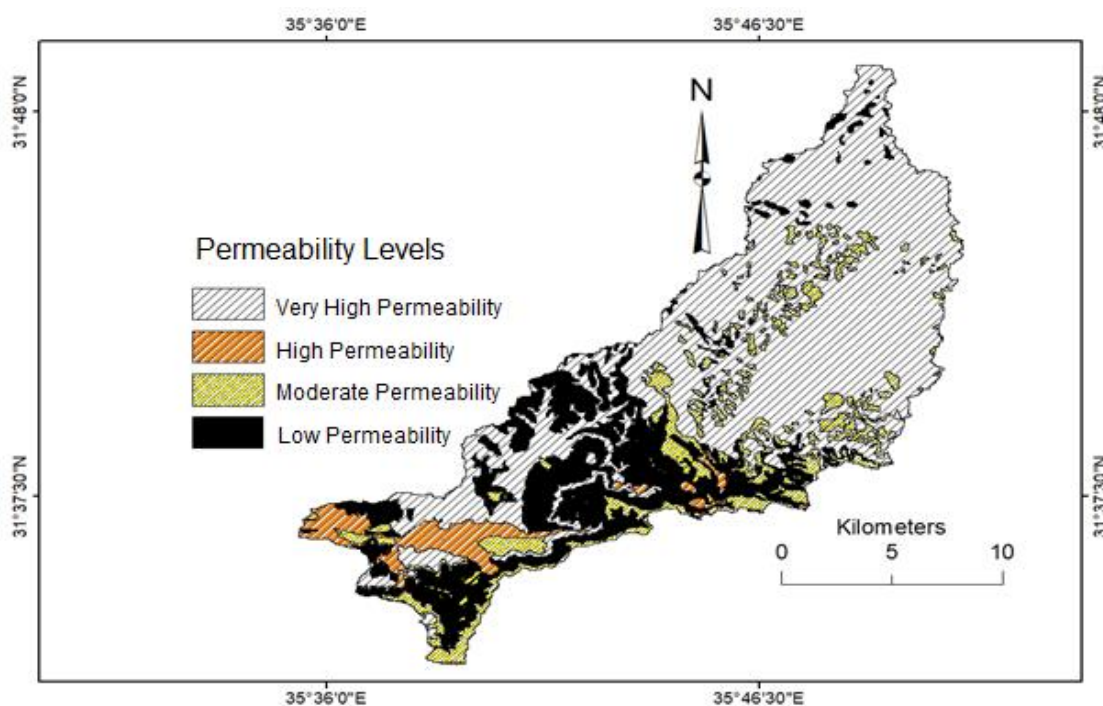 35°36'0"E
35°46'30"E
31°48'0"N
31°48'0"N
N
Permeability Levels
Very High Permeability
High Permeability
Moderate Permeability
Low Permeability
31°37'30"N
31°37'30"N
Kilometers
0 5 10
35°36'0"E
35°46'30"E